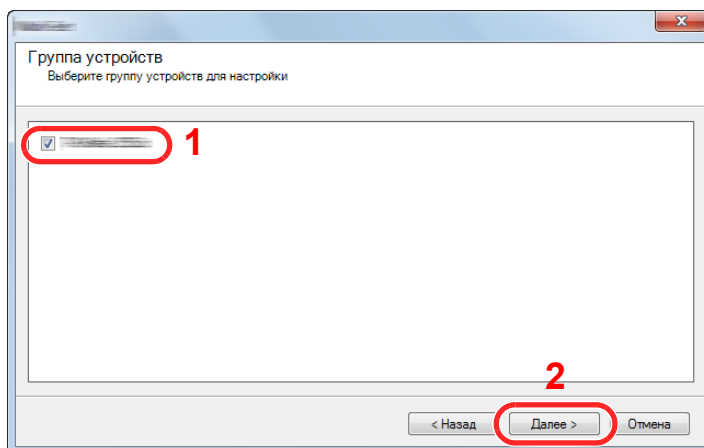 Группа устройств
Выберите группу устройств для настройки
1
2
< Назад
Далее >
Отмена